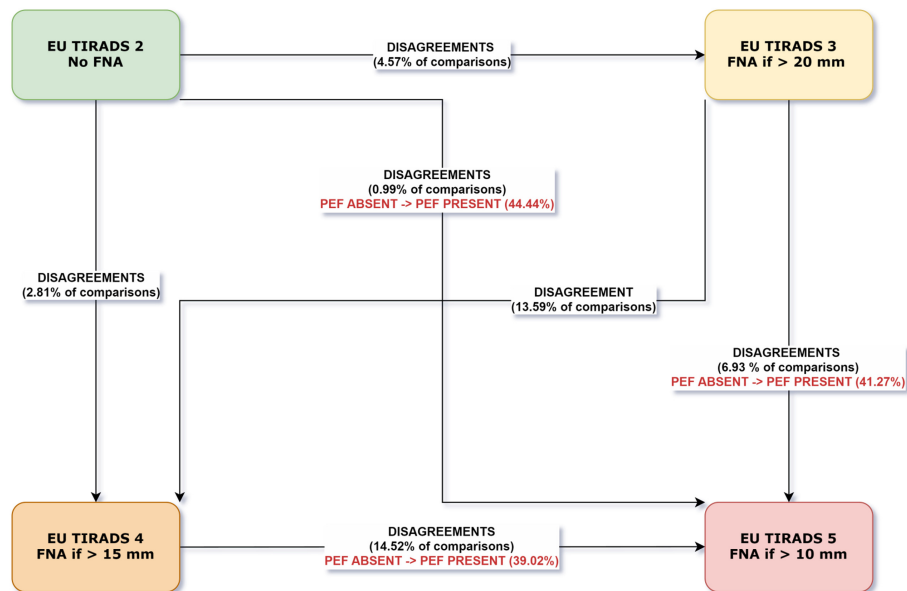 EU TIRADS 2
No FNA
DISAGREEMENTS
(4.57% of comparisons)
EU TIRADS 3
FNA if > 20 mm
DISAGREEMENTS
(0.99% of comparisons)
PEF ABSENT -> PEF PRESENT (44.44%)
DISAGREEMENTS
(2.81% of comparisons)
DISAGREEMENT
(13.59% of comparisons)
DISAGREEMENTS
(6.93 % of comparisons)
PEF ABSENT -> PEF PRESENT (41.27%)
EU TIRADS 4
FNA if > 15 mm
DISAGREEMENTS
(14.52% of comparisons)
PEF ABSENT -> PEF PRESENT (39.02%)
EU TIRADS 5
FNA if > 10 mm